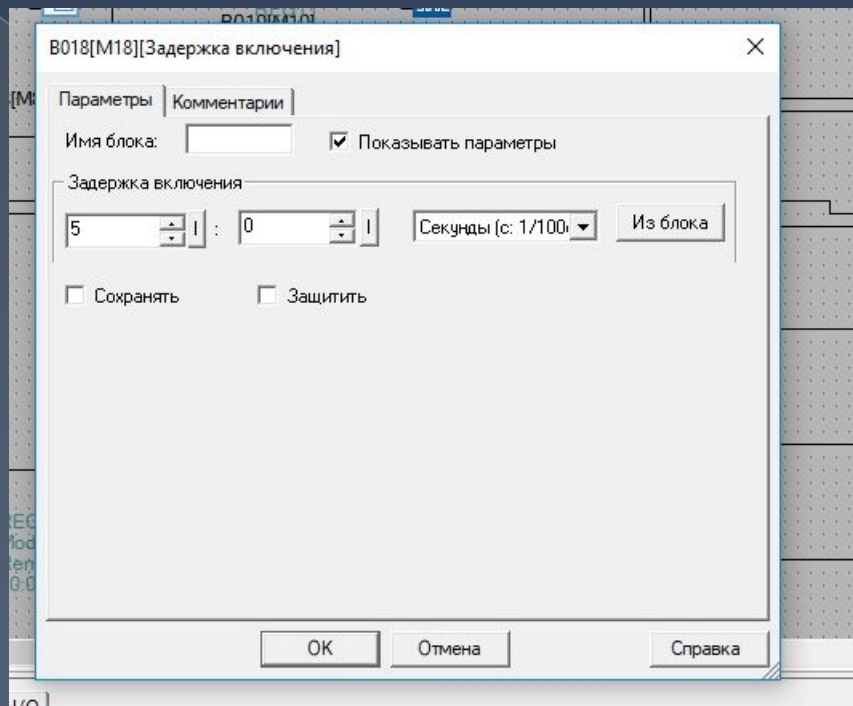 B018[M18][Задержка включения]
Параметры Комментарии
Имя блока: Показывать параметры
Задержка включения
5 : 0 Секунды (с: 1/100 Из блока
Сохранять Защитить
OK Отмена Справка